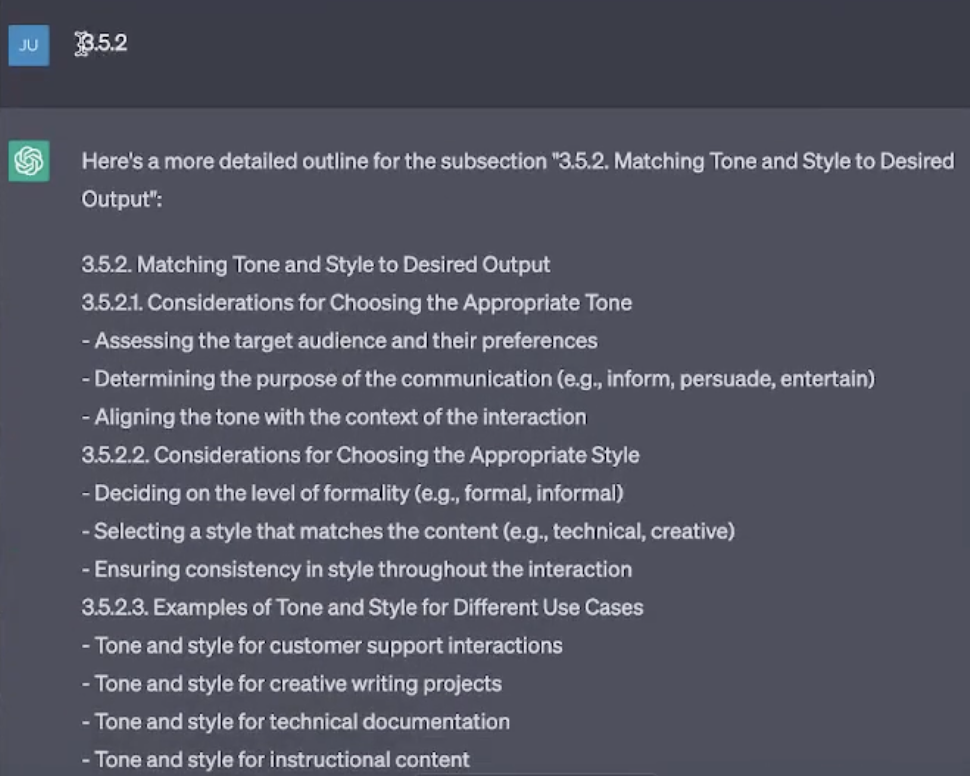 JU
3.5.2
Here's a more detailed outline for the subsection "3.5.2. Matching Tone and Style to Desired
Output":
3.5.2. Matching Tone and Style to Desired Output
3.5.2.1. Considerations for Choosing the Appropriate Tone
- Assessing the target audience and their preferences
- Determining the purpose of the communication (e.g., inform, persuade, entertain)
- Aligning the tone with the context of the interaction
3.5.2.2. Considerations for Choosing the Appropriate Style
- Deciding on the level of formality (e.g., formal, informal)
- Selecting a style that matches the content (e.g., technical, creative)
- Ensuring consistency in style throughout the interaction
3.5.2.3. Examples of Tone and Style for Different Use Cases
- Tone and style for customer support interactions
- Tone and style for creative writing projects
- Tone and style for technical documentation
- Tone and style for instructional content